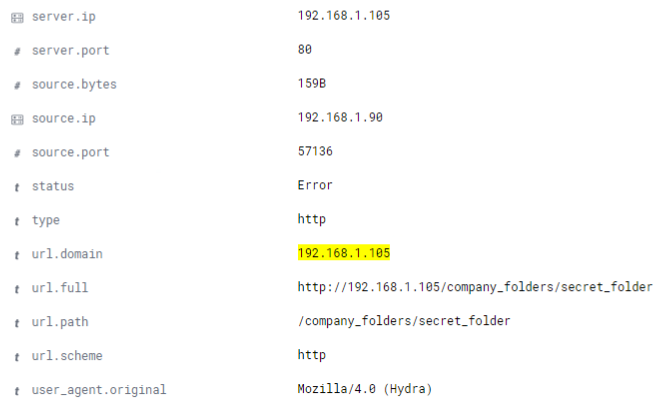 server.ip 192.168.1.105
# server.port 80
# source.bytes 159B
source.ip 192.168.1.90
# source.port 57136
t status Error
t type http
t url.domain 192.168.1.105
t url.full http://192.168.1.105/company_folders/secret_folder
t url.path /company_folders/secret_folder
t url.scheme http
t user_agent.original Mozilla/4.0 (Hydra)